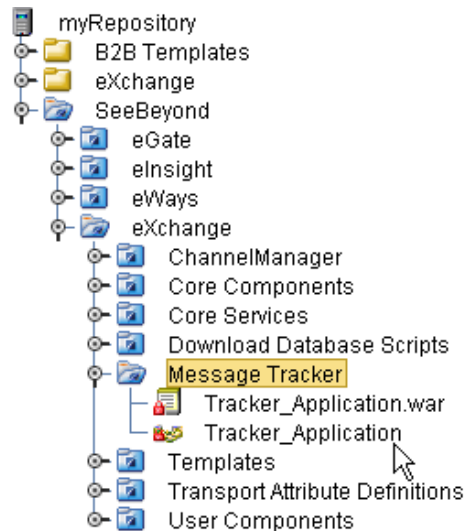 myRepository
B2B Templates
eXchange
SeeBeyond
eGate
eInsight
eWays
eXchange
ChannelManager
Core Components
Core Services
Download Database Scripts
Message Tracker
Tracker_Application.war
Tracker_Application
Templates
Transport Attribute Definitions
User Components